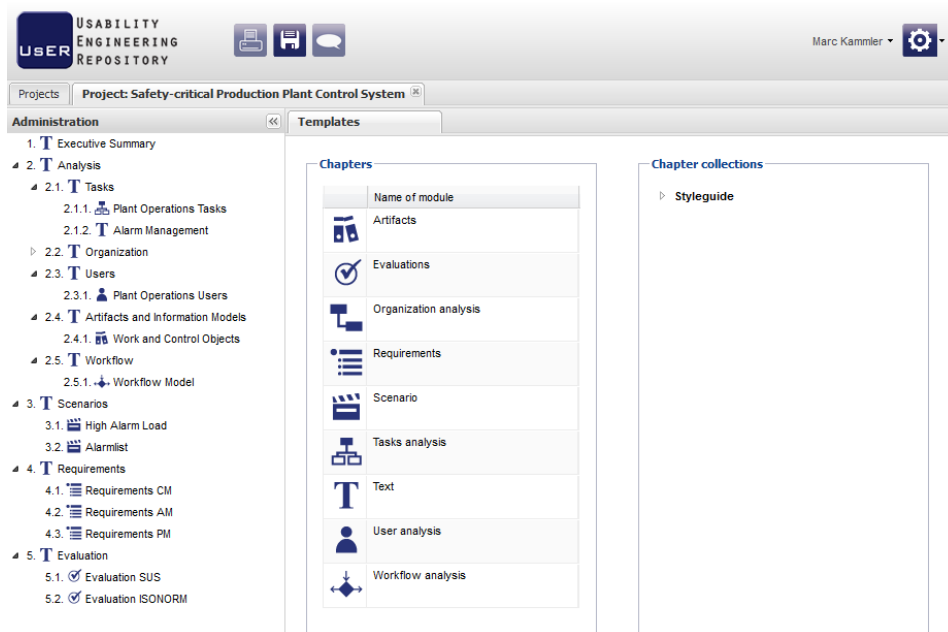 USABILITY
ENGINEERING
REPOSITORY
UsER
Marc Kammler
Projects
Project: Safety-critical Production Plant Control System
Administration
Templates
1. T Executive Summary
2. T Analysis
2.1. T Tasks
2.1.1. Plant Operations Tasks
2.1.2. T Alarm Management
2.2. T Organization
2.3. T Users
2.3.1. Plant Operations Users
2.4. T Artifacts and Information Models
2.4.1. Work and Control Objects
2.5. T Workflow
2.5.1. Workflow Model
3. T Scenarios
3.1. High Alarm Load
3.2. Alarmlist
4. T Requirements
4.1. Requirements CM
4.2. Requirements AM
4.3. Requirements PM
5. T Evaluation
5.1. Evaluation SUS
5.2. Evaluation ISONORM
Chapters
Name of module
Artifacts
Evaluations
Organization analysis
Requirements
Scenario
Tasks analysis
T Text
User analysis
Workflow analysis
Chapter collections
Styleguide